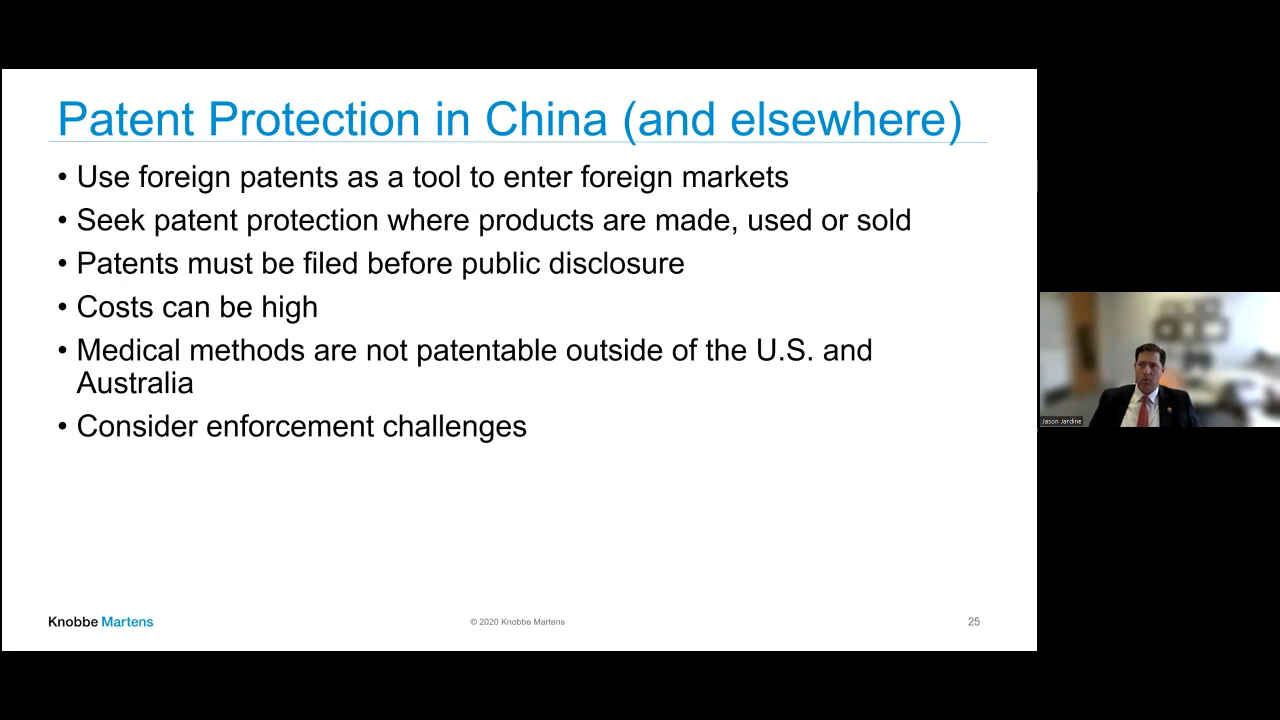 Patent Protection in China (and elsewhere)
• Use foreign patents as a tool to enter foreign markets
• Seek patent protection where products are made, used or sold
• Patents must be filed before public disclosure
• Costs can be high
• Medical methods are not patentable outside of the U.S. and
Australia
• Consider enforcement challenges
Jason Jardine
Knobbe Martens
© 2020 Knobbe Martens
25